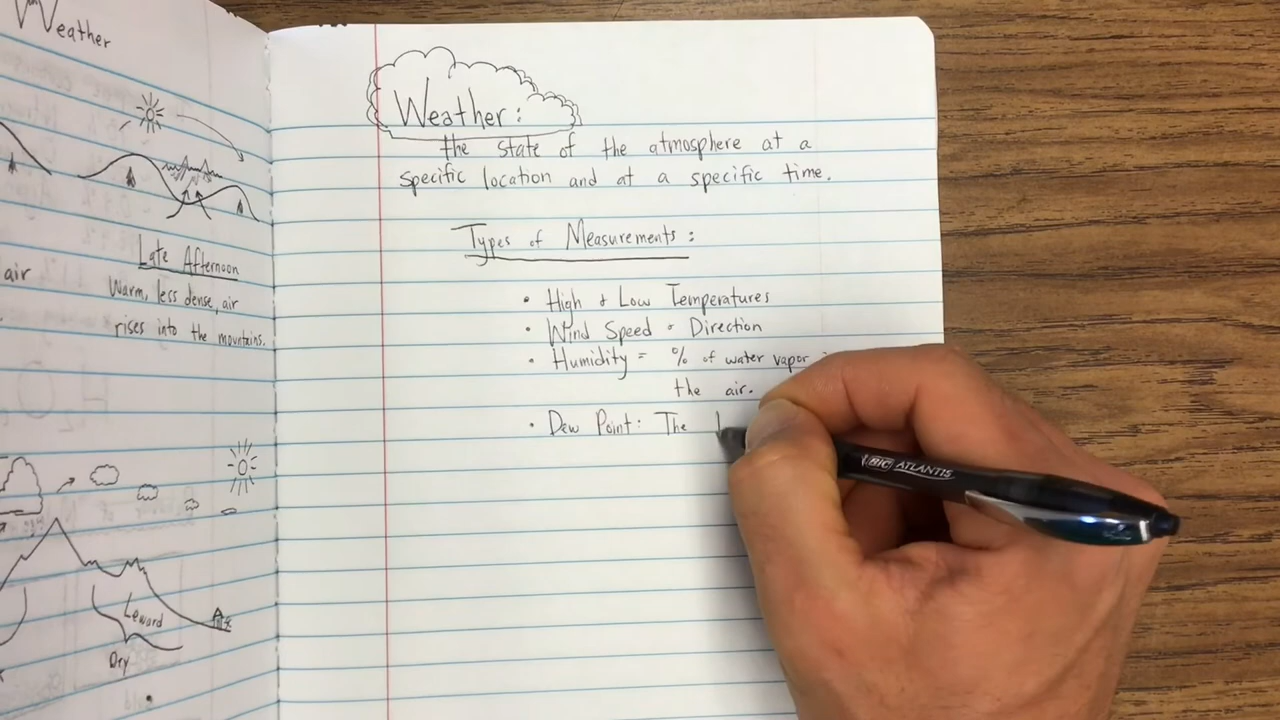 Weather
Late Afternoon
air
Warm, less dense, air
rises into the mountains.
Leward
Dry
Weather:
the state of the atmosphere at a
specific location and at a specific time.
Types of Measurements:
• High & Low Temperatures
• Wind Speed & Direction
• Humidity = % of water vapor
the air.
• Dew Point: The
BIC ATLANTIS